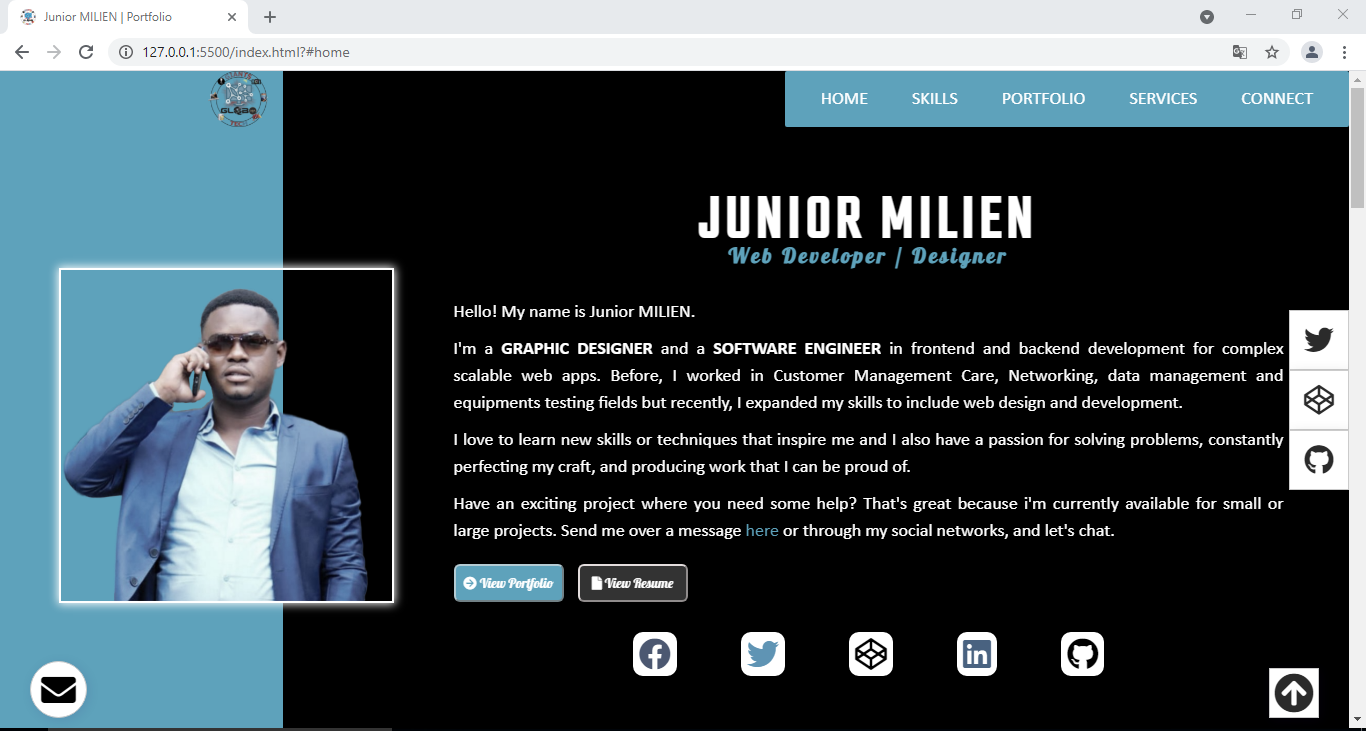 Junior MILIEN | Portfolio
127.0.0.1:5500/index.html?#home
GLOBO
HOME SKILLS PORTFOLIO SERVICES CONNECT
JUNIOR MILIEN
Web Developer | Designer
Hello! My name is Junior MILIEN.
I'm a GRAPHIC DESIGNER and a SOFTWARE ENGINEER in frontend and backend development for complex
scalable web apps. Before, I worked in Customer Management Care, Networking, data management and
equipments testing fields but recently, I expanded my skills to include web design and development.
I love to learn new skills or techniques that inspire me and I also have a passion for solving problems, constantly
perfecting my craft, and producing work that I can be proud of.
Have an exciting project where you need some help? That's great because i'm currently available for small or
large projects. Send me over a message here or through my social networks, and let's chat.
View Portfolio View Resume